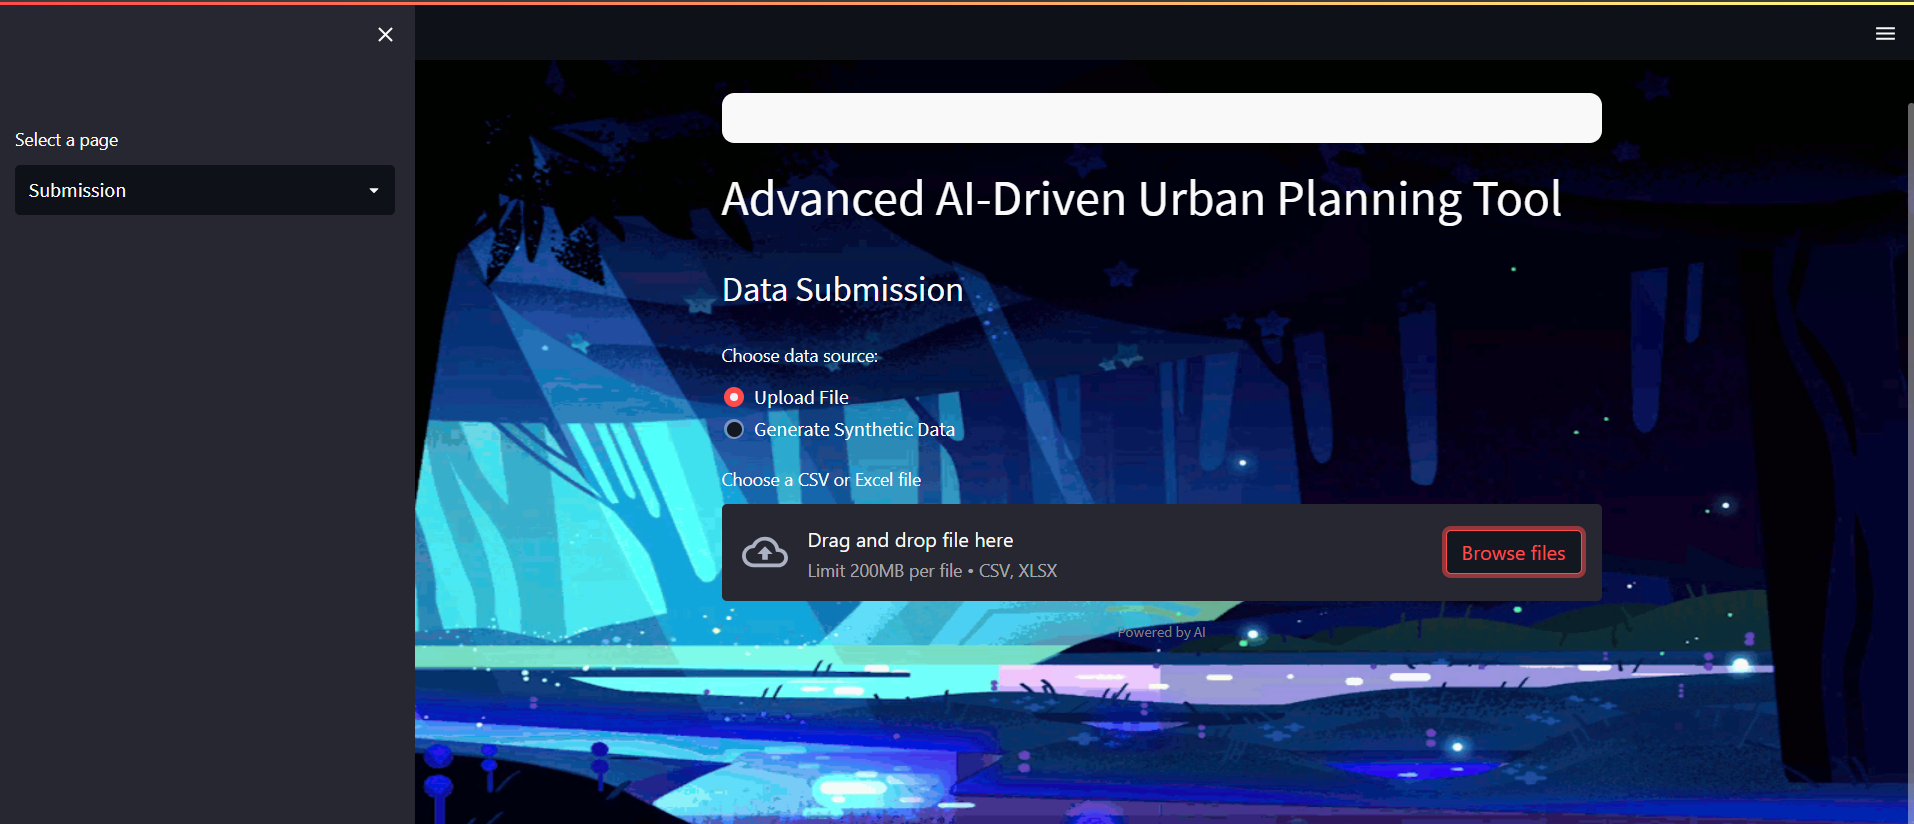 Select a page
Submission
Advanced AI-Driven Urban Planning Tool
Data Submission
Choose data source:
Upload File
Generate Synthetic Data
Choose a CSV or Excel file
Drag and drop file here
Limit 200MB per file • CSV, XLSX
Browse files
Powered by AI